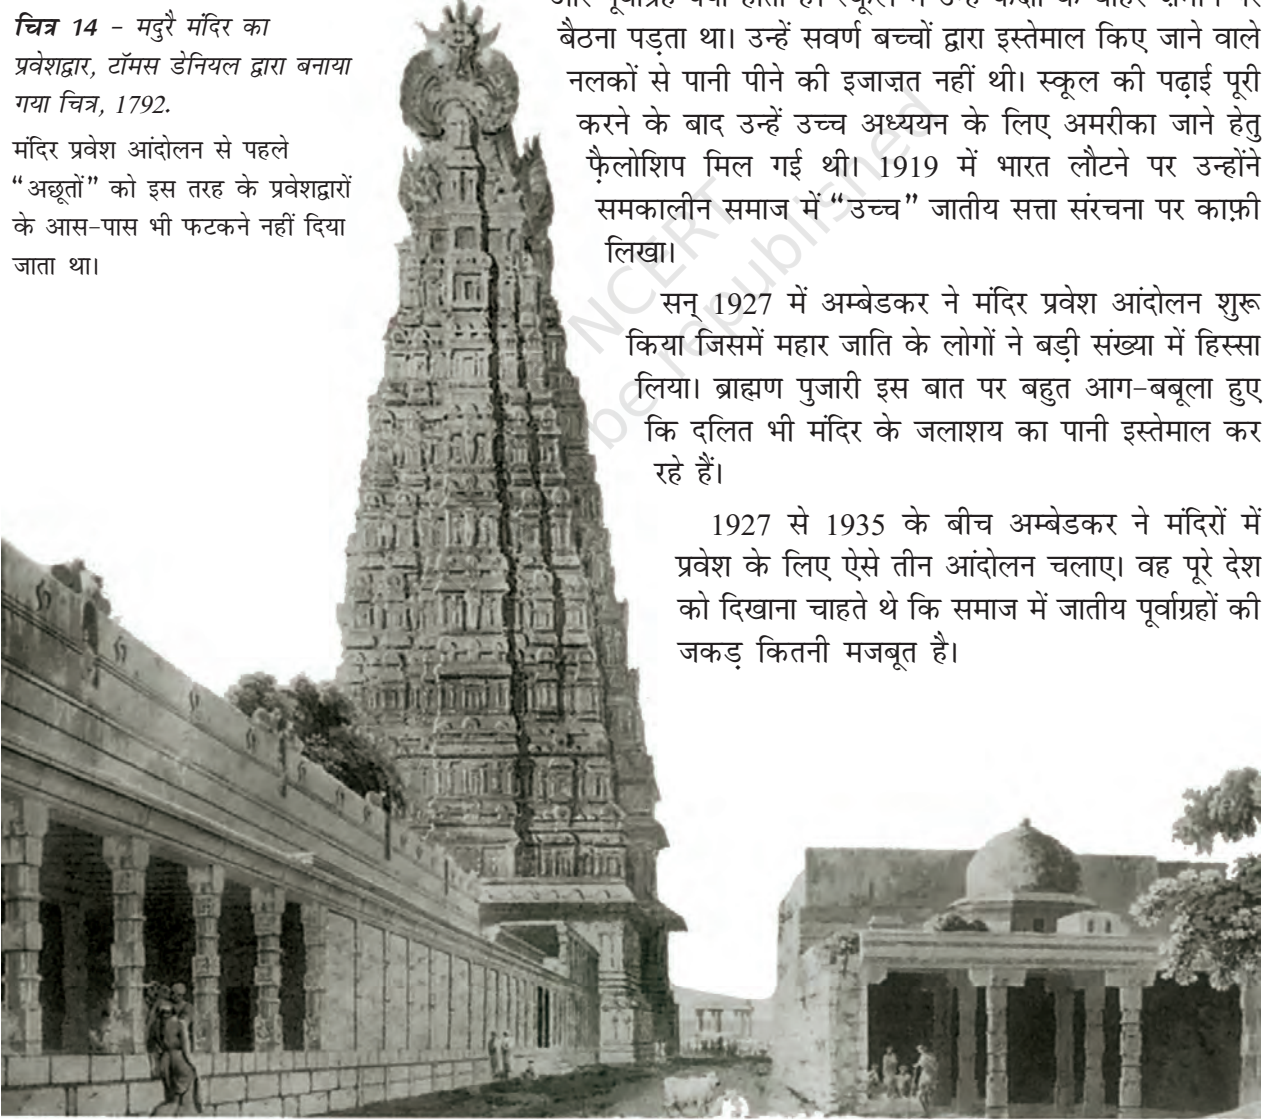 चित्र 14 – मदुरै मंदिर का
प्रवेशद्वार, टॉमस डेनियल द्वारा बनाया
गया चित्र, 1792.
मंदिर प्रवेश आंदोलन से पहले
“अछूतों” को इस तरह के प्रवेशद्वारों
के आस-पास भी फटकने नहीं दिया
जाता था।
बैठना पड़ता था। उन्हें सवर्ण बच्चों द्वारा इस्तेमाल किए जाने वाले
नलकों से पानी पीने की इजाज़त नहीं थी। स्कूल की पढ़ाई पूरी
करने के बाद उन्हें उच्च अध्ययन के लिए अमरीका जाने हेतु
फ़ैलोशिप मिल गई थी। 1919 में भारत लौटने पर उन्होंने
समकालीन समाज में “उच्च” जातीय सत्ता संरचना पर काफ़ी
लिखा।
सन् 1927 में अम्बेडकर ने मंदिर प्रवेश आंदोलन शुरू
किया जिसमें महार जाति के लोगों ने बड़ी संख्या में हिस्सा
लिया। ब्राह्मण पुजारी इस बात पर बहुत आग-बबूला हुए
कि दलित भी मंदिर के जलाशय का पानी इस्तेमाल कर
रहे हैं।
1927 से 1935 के बीच अम्बेडकर ने मंदिरों में
प्रवेश के लिए ऐसे तीन आंदोलन चलाए। वह पूरे देश
को दिखाना चाहते थे कि समाज में जातीय पूर्वाग्रहों की
जकड़ कितनी मजबूत है।
NCERT
be republished